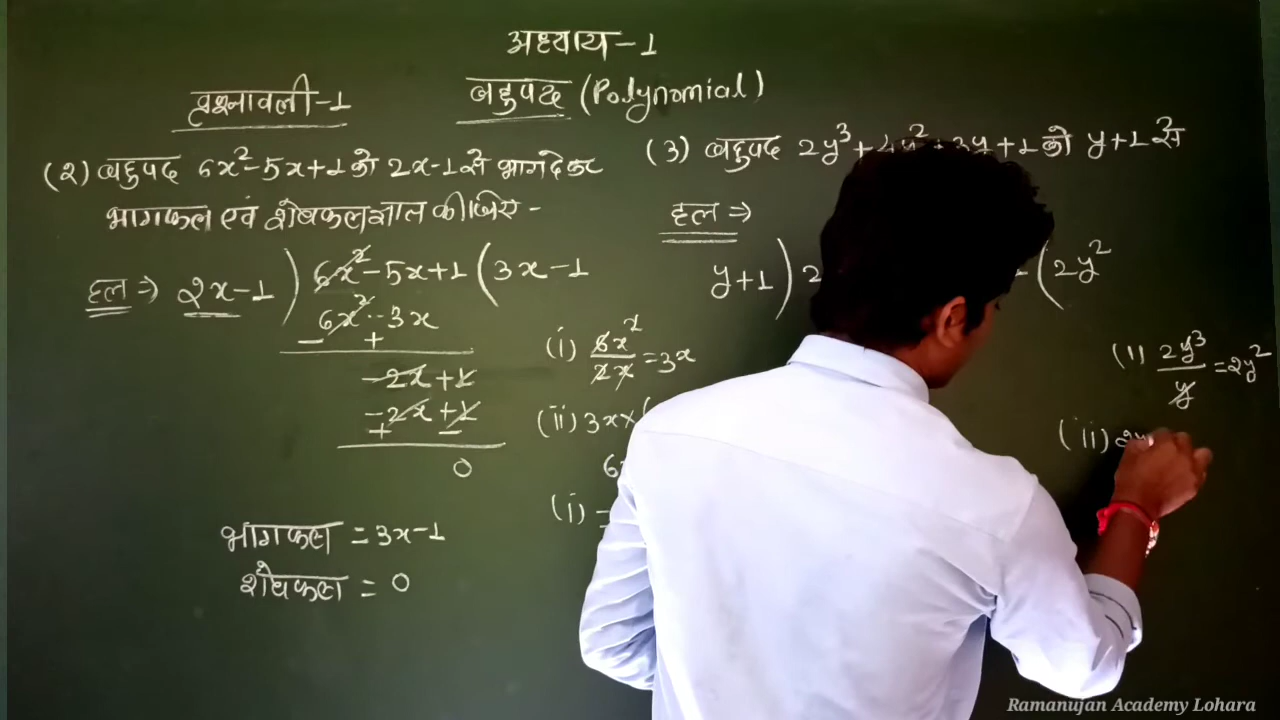 अध्याय-1
बहुपद (Polynomial)
प्रश्नावली-1
(2) बहुपद 6x²-5x+1 को 2x-1 से भाग देकर
भागफल एवं शेषफल ज्ञात कीजिए -
हल ⇒ 2x-1 ) 6x²-5x+1 ( 3x-1
6x²-3x
- +
-2x+1
-2x+1
+ -
0
(i) 6x²/2x = 3x
(ii) 3x×
6x
(i) -
भागफल = 3x-1
शेषफल = 0
(3) बहुपद 2y³+4y²+3y+1 को y+1 से
हल ⇒
y+1 ) 2 ( 2y²
(i) 2y³/y = 2y²
(ii) 2y
Ramanujan Academy Lohara